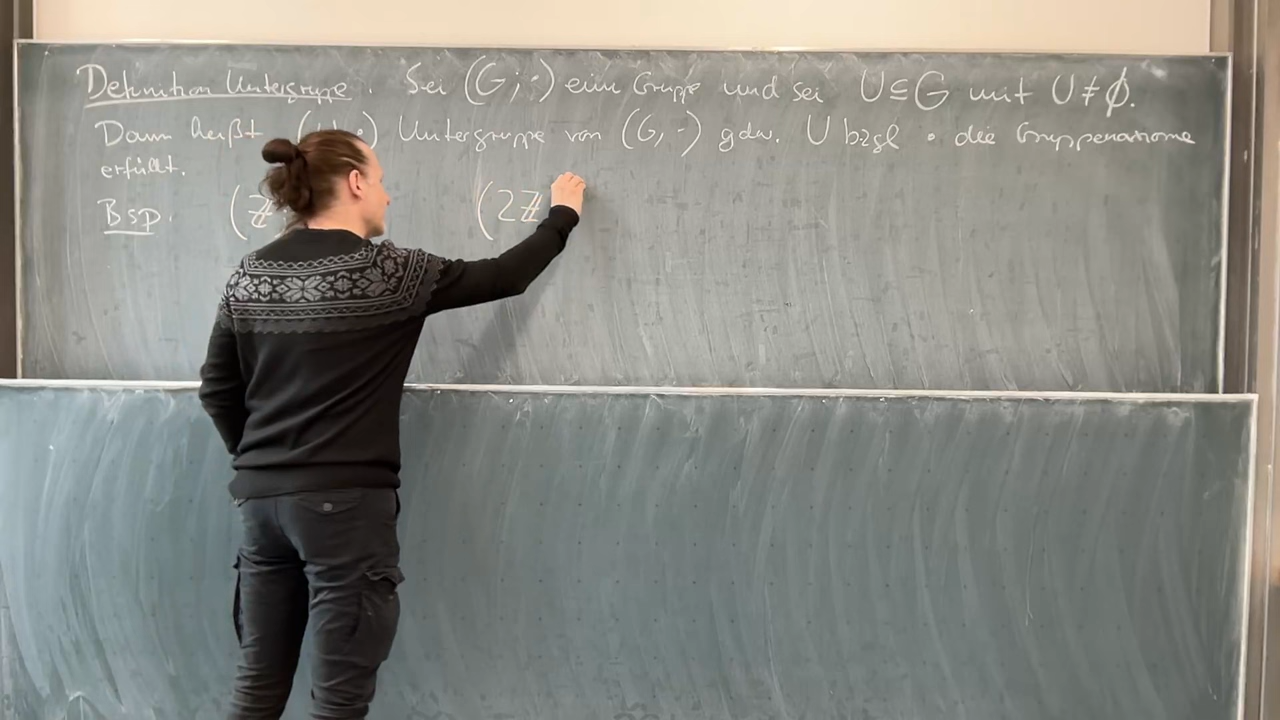 Definition Untergruppe. Sei (G; ·) eine Gruppe und sei U ⊆ G mit U ≠ ∅.
Dann heißt ( ·) Untergruppe von (G, ·) gdw. U bzgl · die Gruppenaxiome
erfüllt.
Bsp. (ℤ (2ℤ